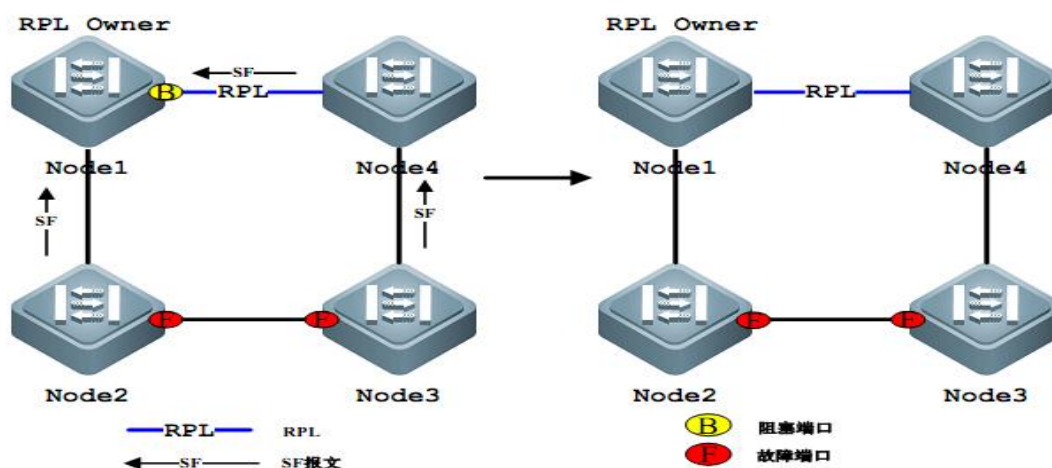 RPL Owner
SF
B
RPL
Node1
Node4
SF
SF
F
F
Node2
Node3
RPL Owner
RPL
Node1
Node4
F
F
Node2
Node3
RPL
RPL
SF
SF报文
B
阻塞端口
F
故障端口